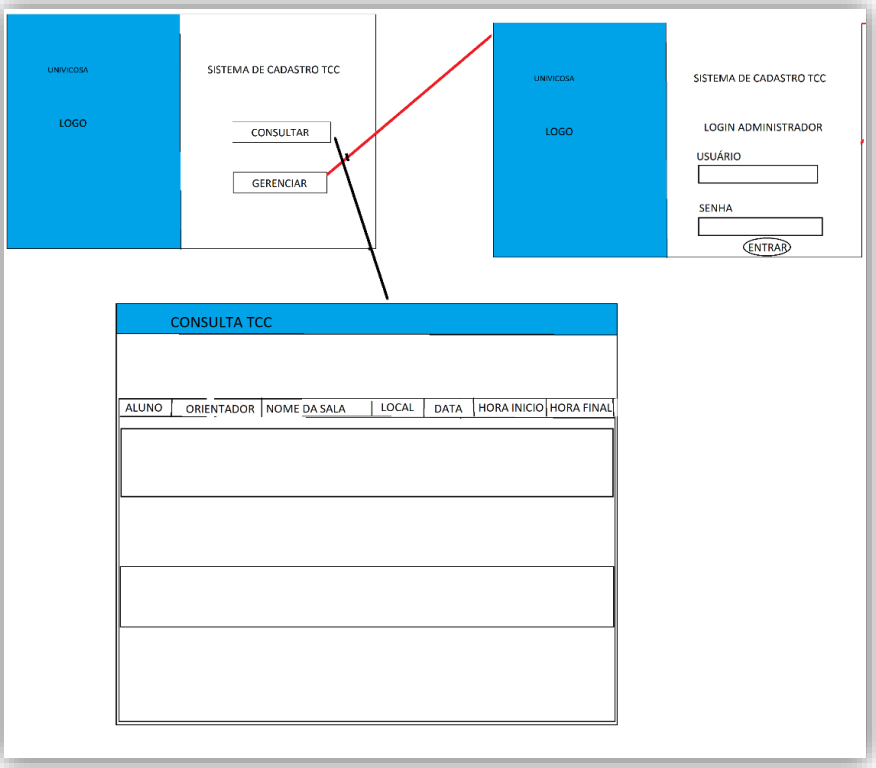 UNIVICOSA
LOGO
SISTEMA DE CADASTRO TCC
CONSULTAR
GERENCIAR
UNIVICOSA
LOGO
SISTEMA DE CADASTRO TCC
LOGIN ADMINISTRADOR
USUÁRIO
SENHA
ENTRAR
CONSULTA TCC
ALUNO ORIENTADOR NOME DA SALA LOCAL DATA HORA INICIO HORA FINAL